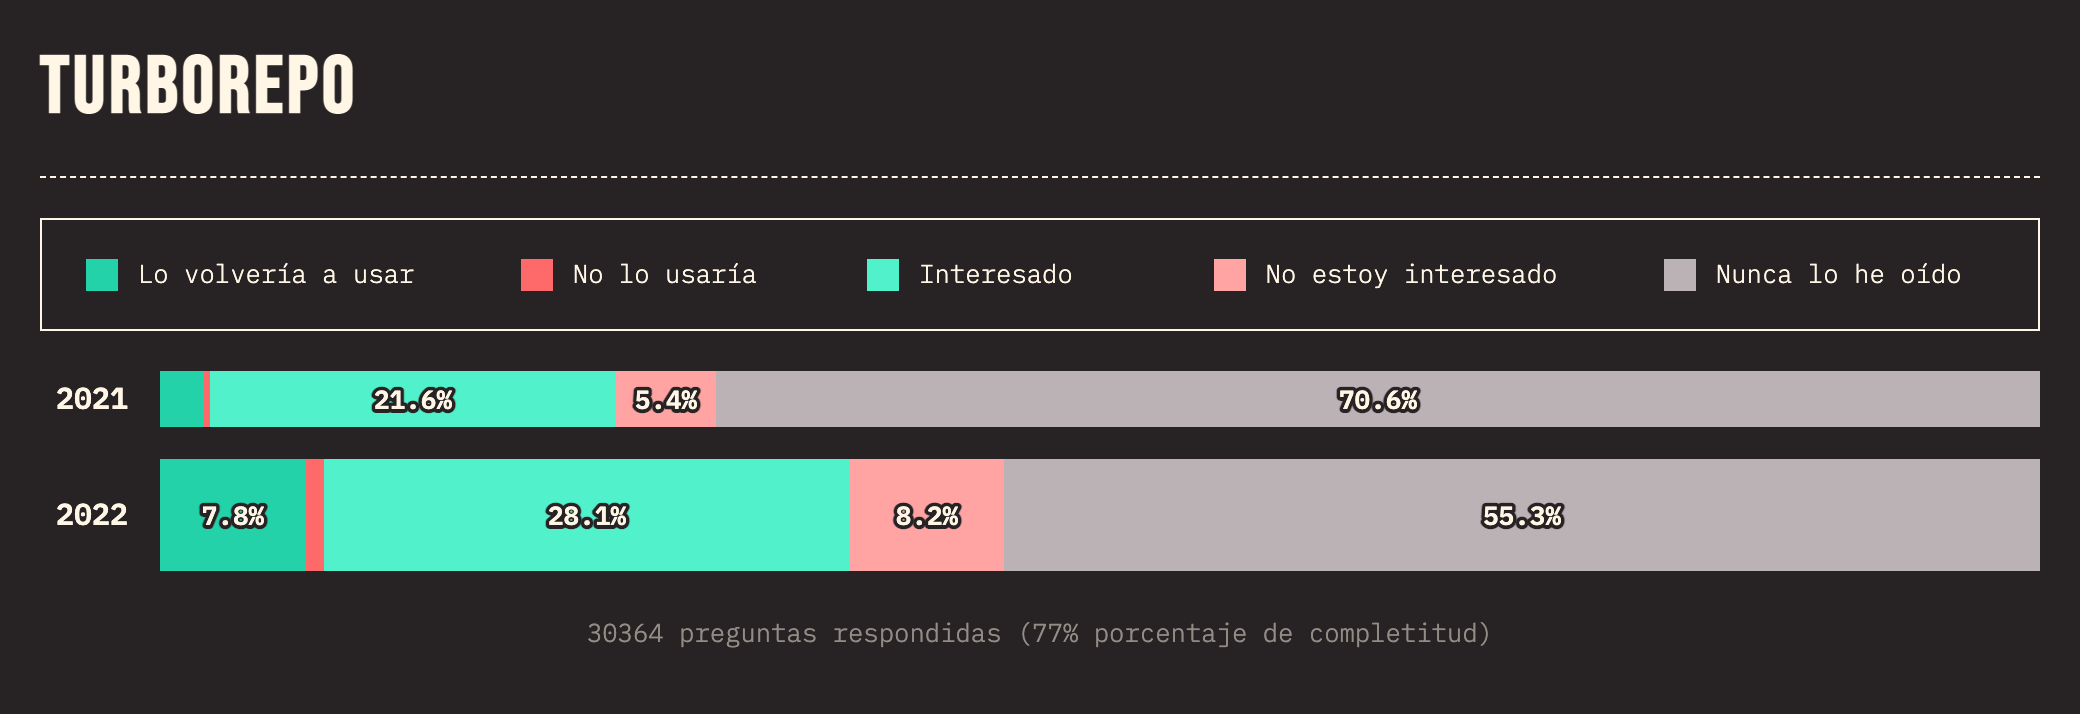 TURBOREPO
Lo volvería a usar No lo usaría Interesado No estoy interesado Nunca lo he oído
2021 21.6% 5.4% 70.6%
2022 7.8% 28.1% 8.2% 55.3%
30364 preguntas respondidas (77% porcentaje de completitud)